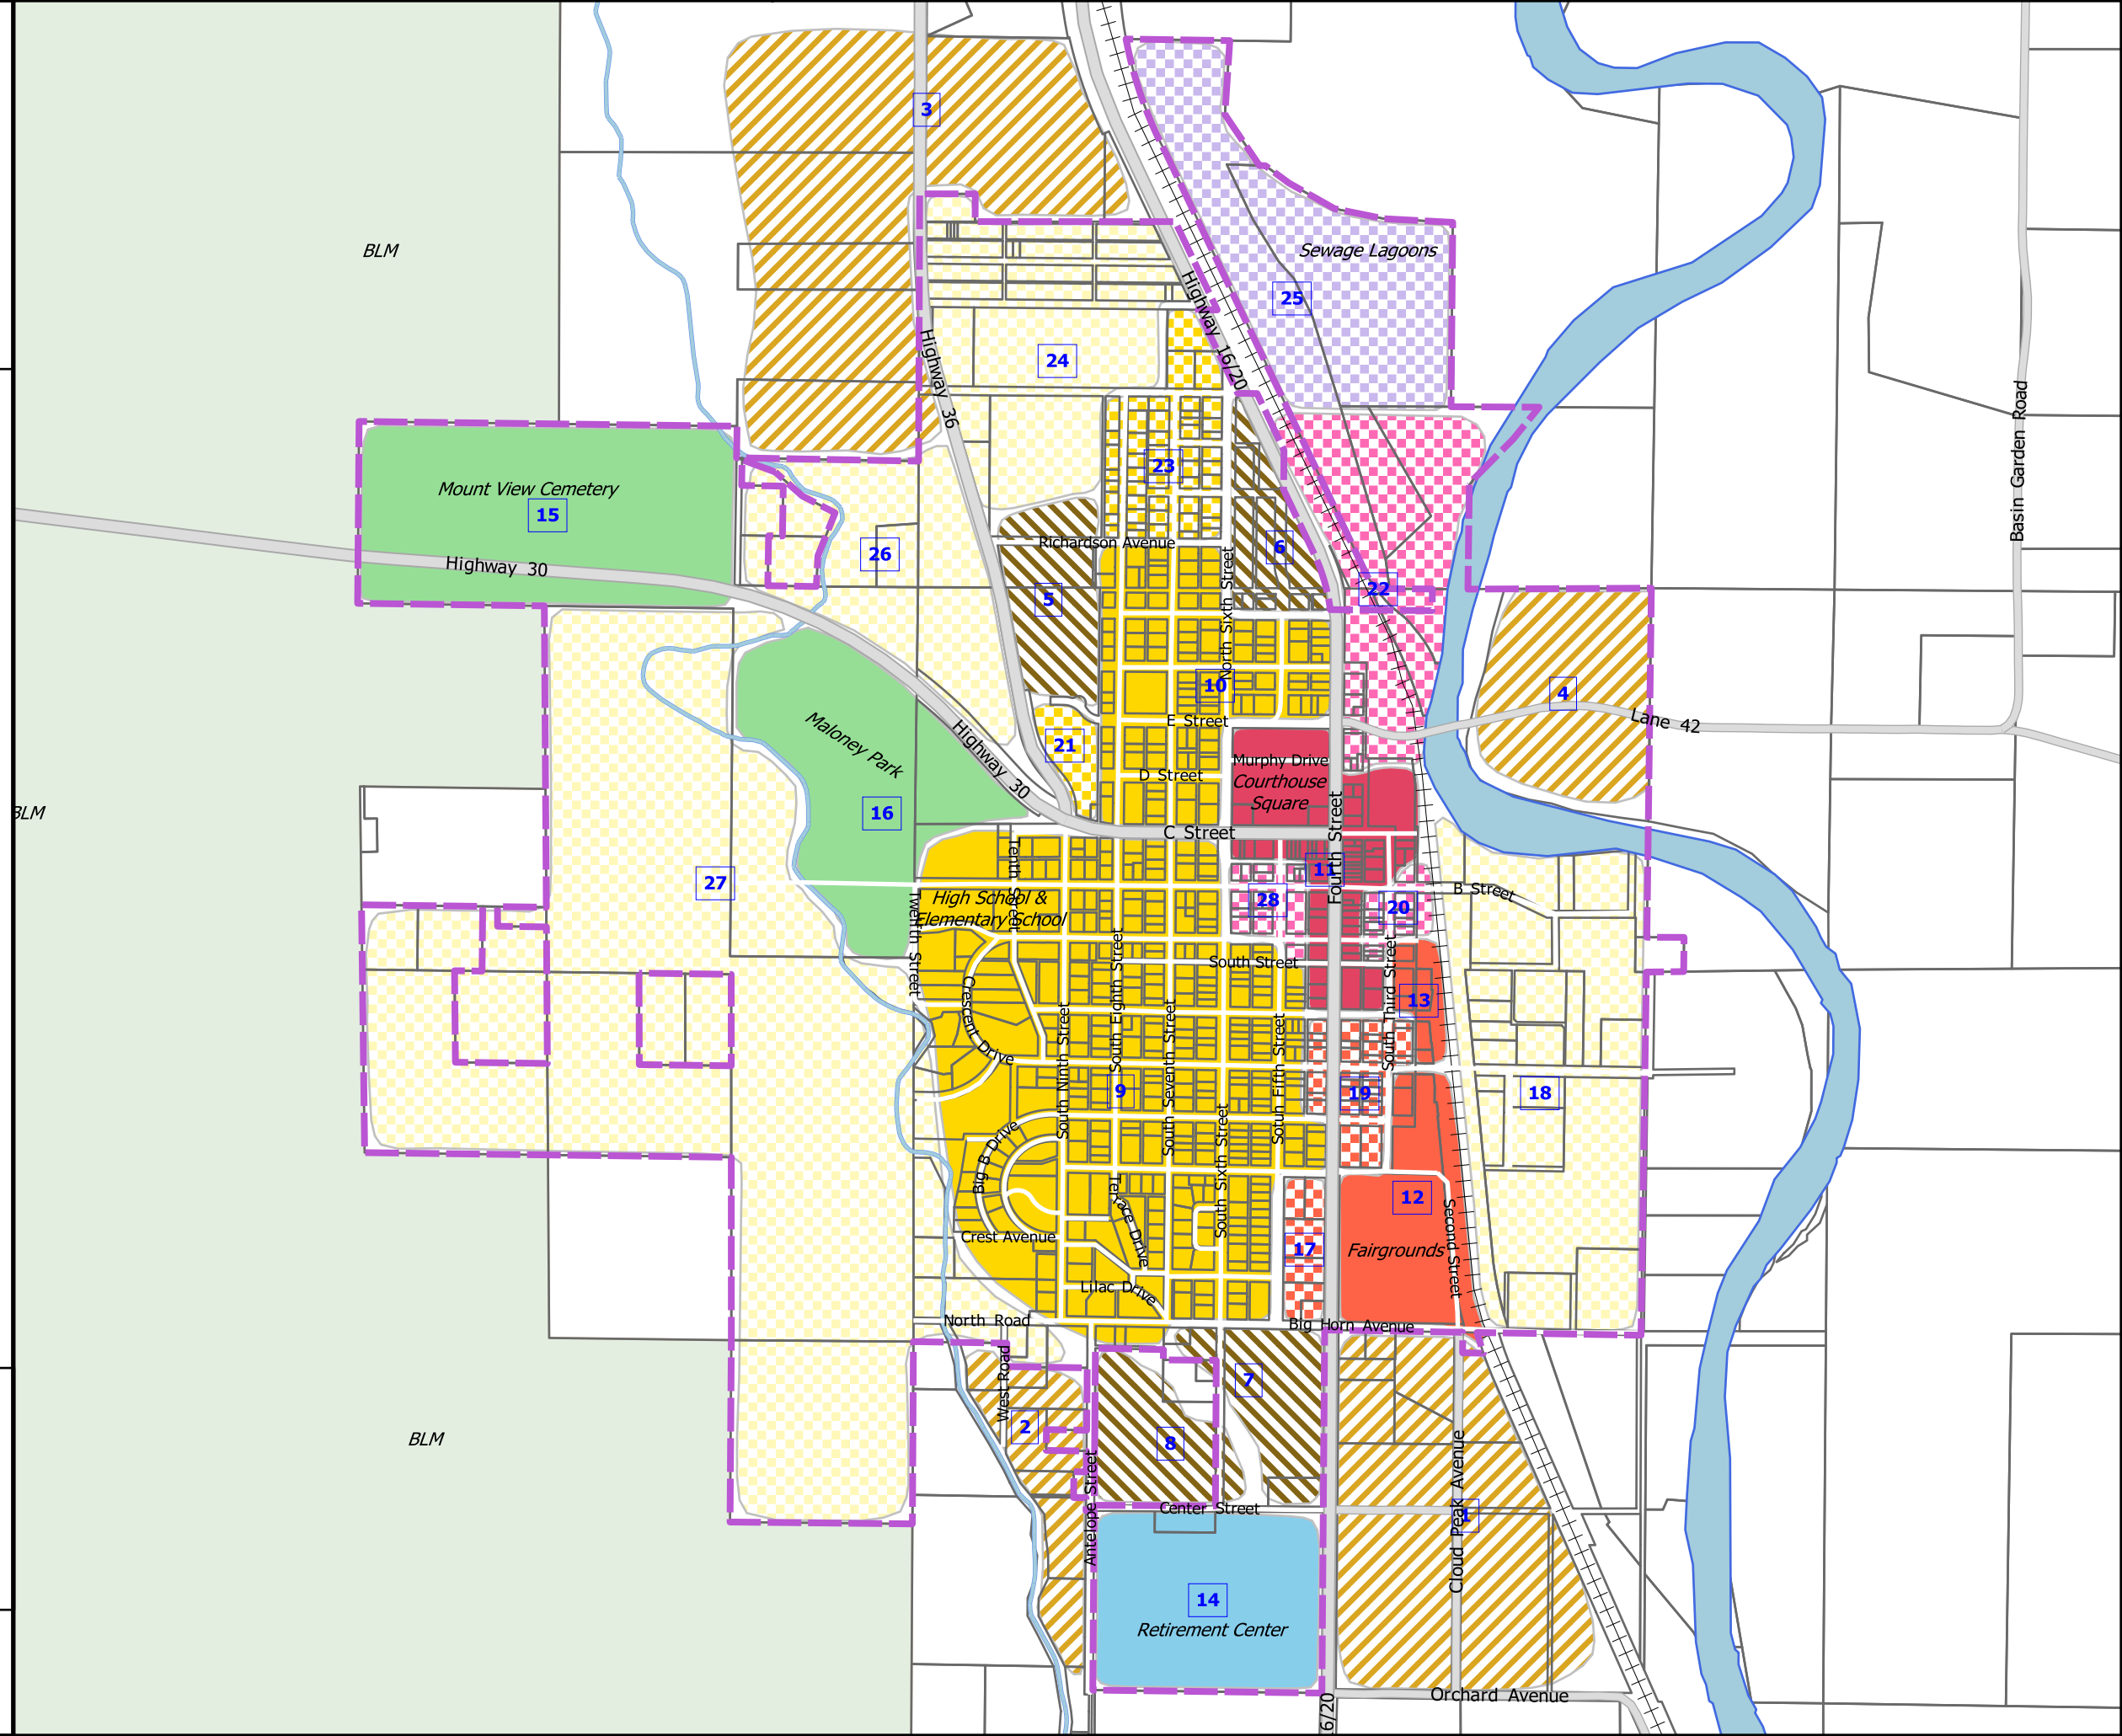 3
BLM
Sewage Lagoons
25
Highway 16/20
Highway 36
24
Basin Garden Road
23
Mount View Cemetery
15
Richardson Avenue
6
26
Highway 30
North Sixth Street
5
22
10
4
E Street
Lane 42
Maloney Park
21
Highway 30
Murphy Drive
D Street
Courthouse
Square
16
BLM
C Street
Fourth Street
Tenth Street
11
27
B Street
High School &
Elementary School
28
20
Twelfth Street
South Street
Crescent Drive
South Eighth Street
South Third Street
13
South Ninth Street
South Seventh Street
Sotuh Fifth Street
9
19
18
Big B Drive
South Sixth Street
Terrace Drive
12
Second Street
Crest Avenue
17
Fairgrounds
Lilac Drive
North Road
Big Horn Avenue
West Road
7
2
BLM
8
Antelope Street
Cloud Peak Avenue
Center Street
1
14
Retirement Center
Orchard Avenue
16/20